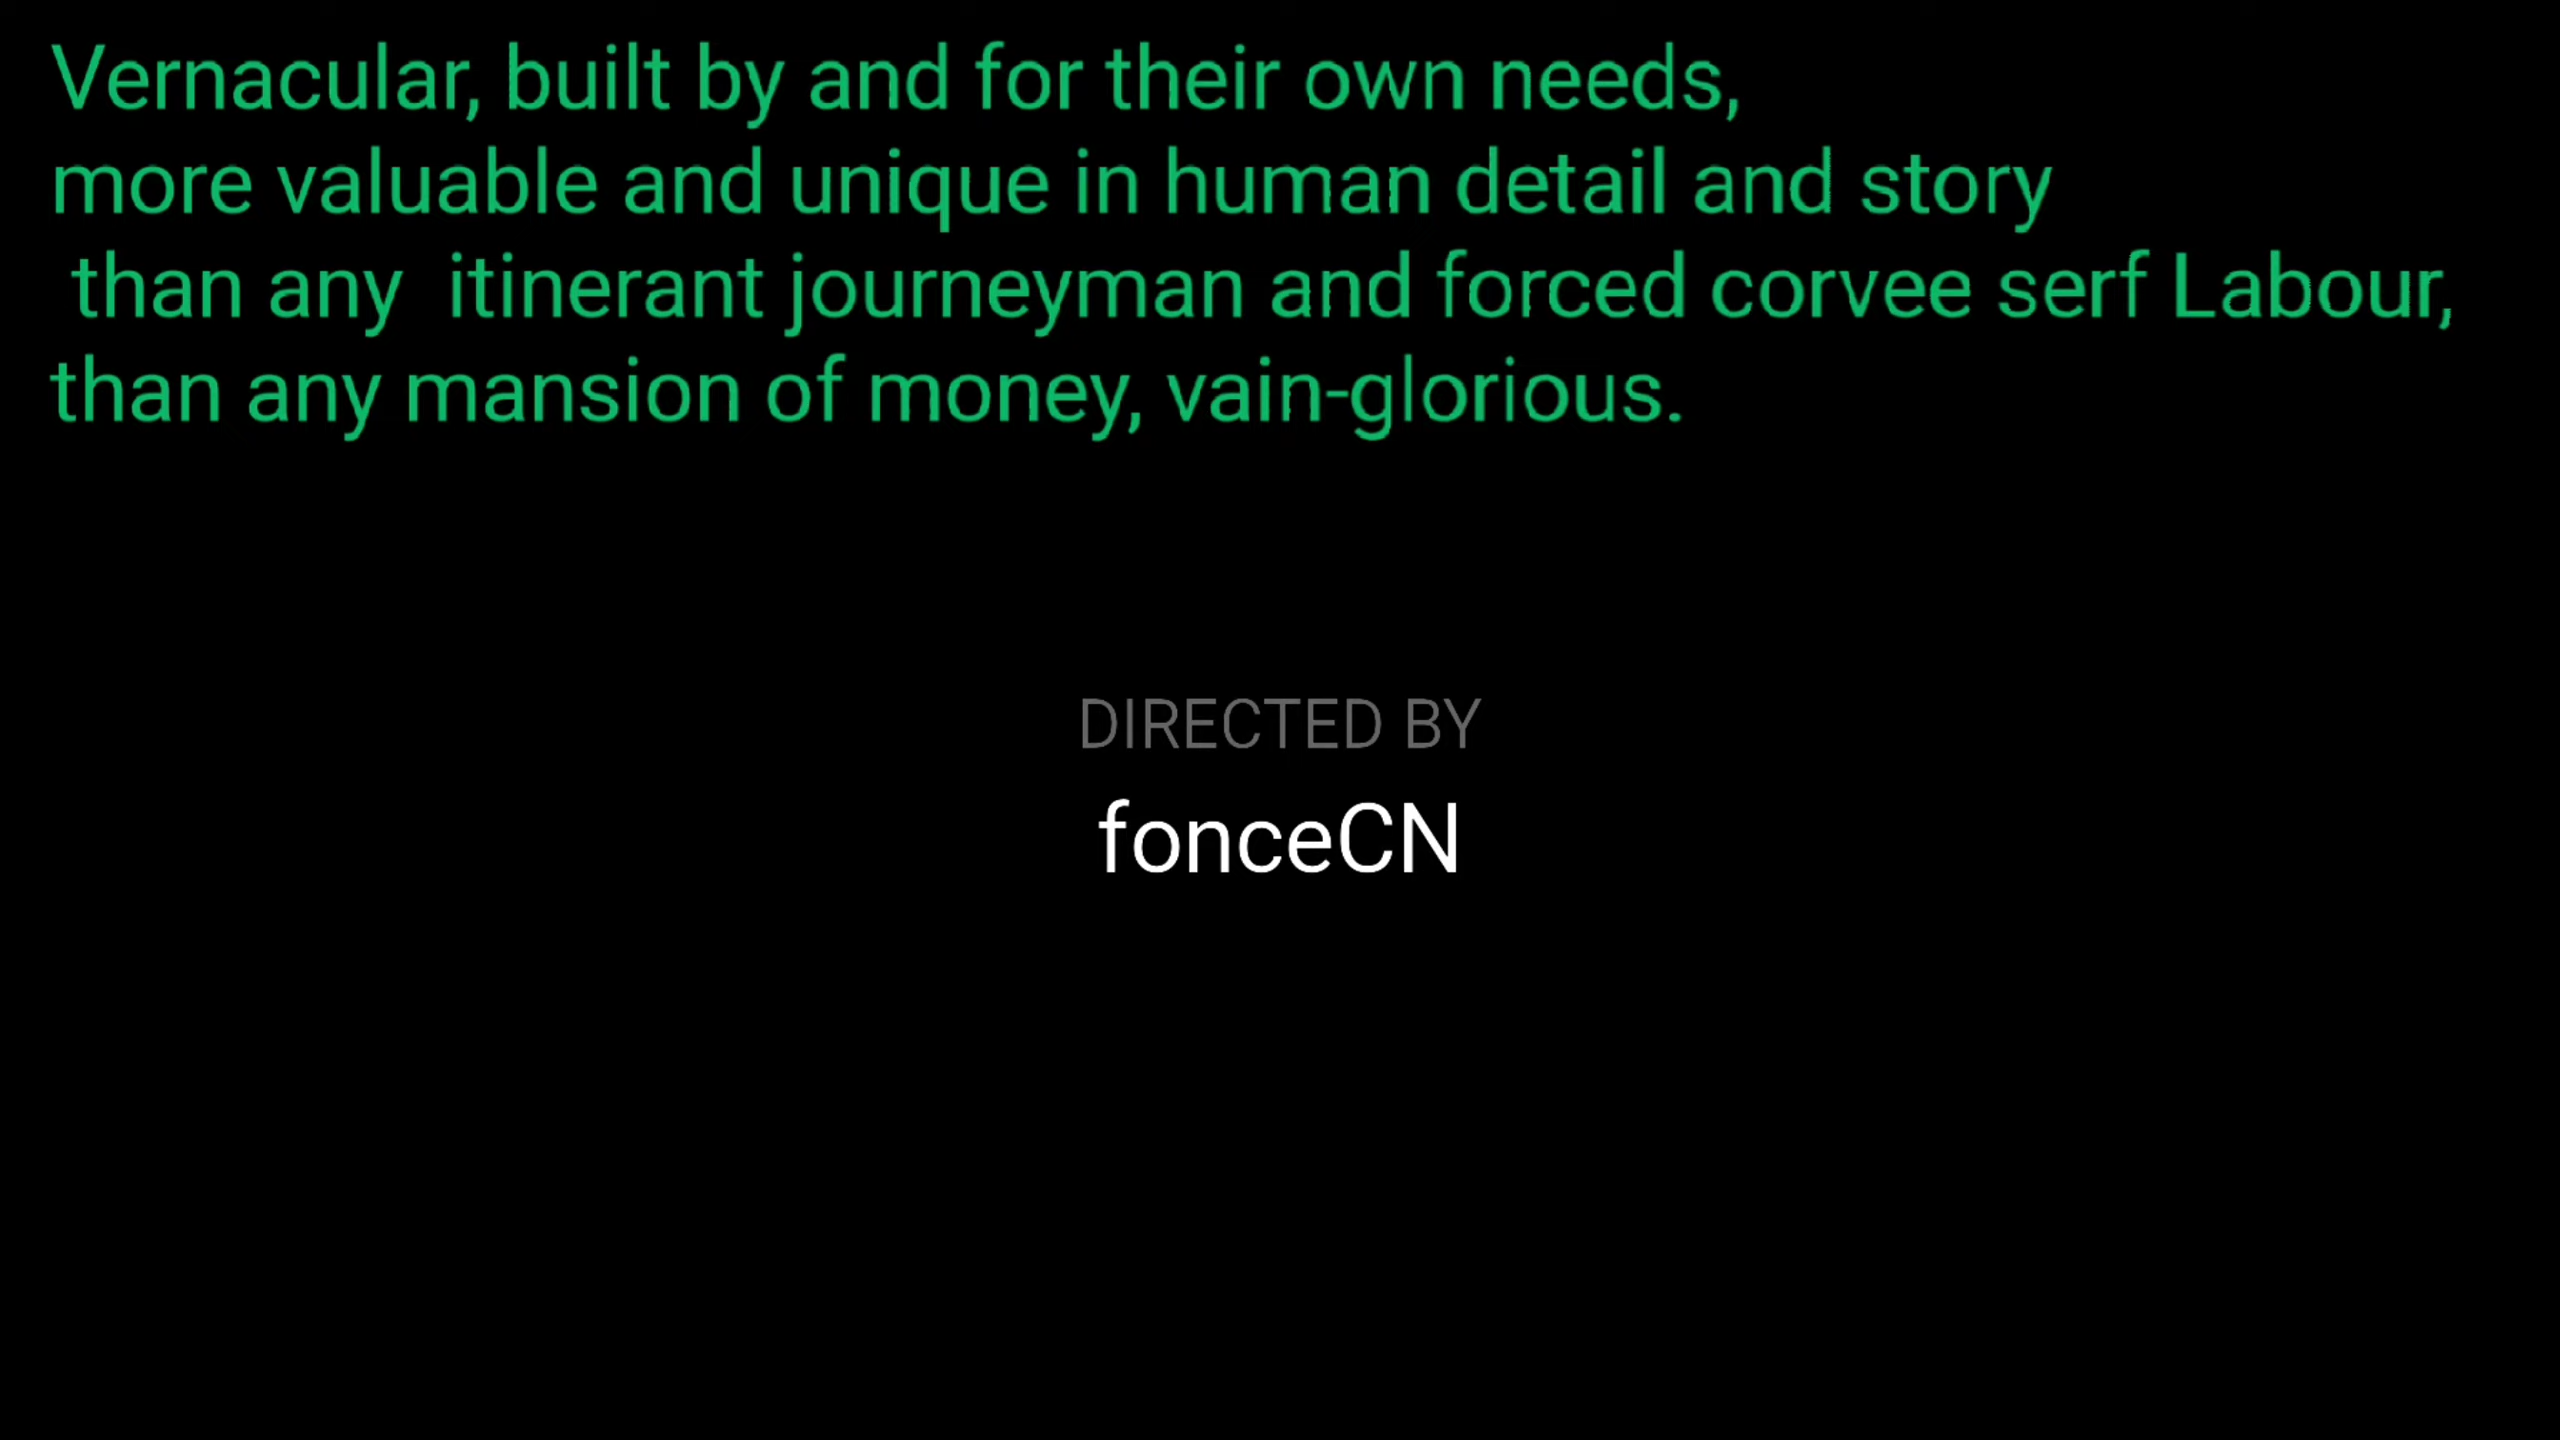 Vernacular, built by and for their own needs,
more valuable and unique in human detail and story
than any  itinerant journeyman and forced corvee serf Labour,
than any mansion of money, vain-glorious.
DIRECTED BY
fonceCN